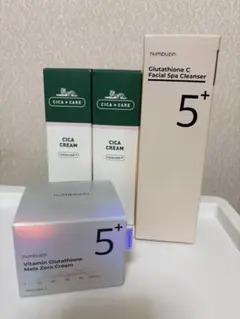 CICA + CARE
CICA
CREAM
CICA + CARE
CICA
CREAM
numbuzin
Glutathione C
Facial Spa Cleanser
5+
numbuzin
Vitamin Glutathione
Mela Zero Cream
5+